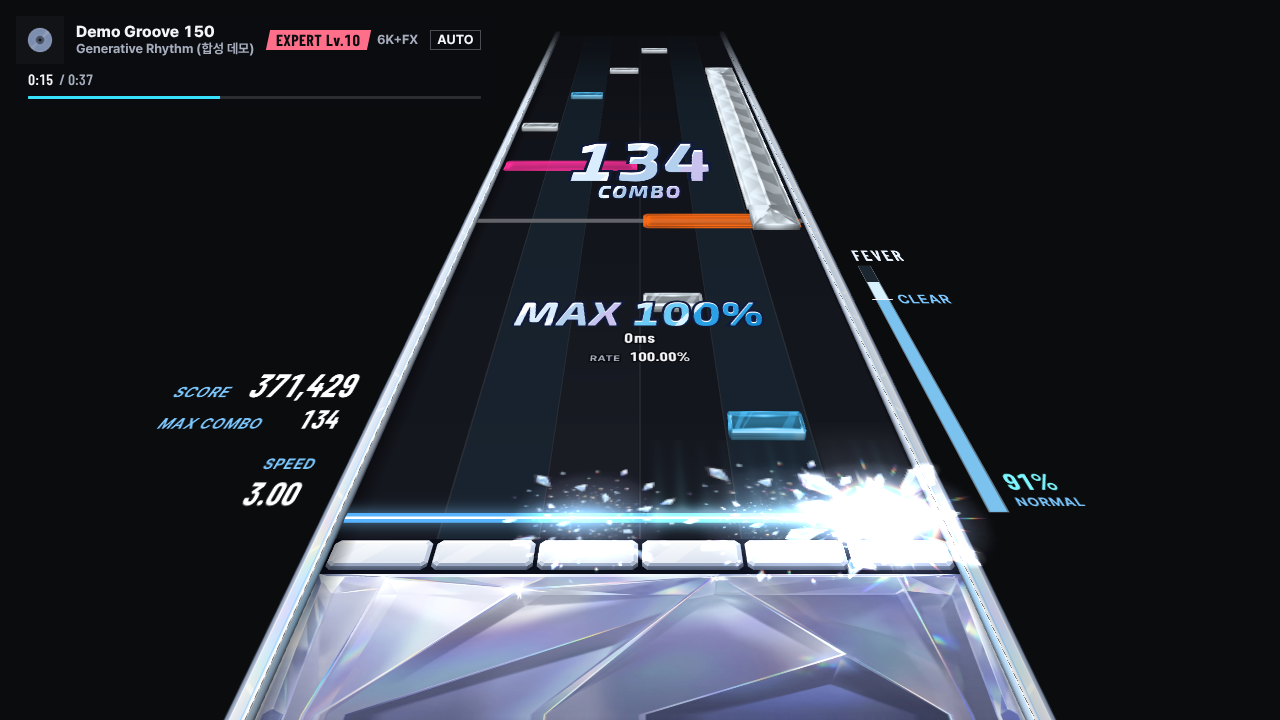 Demo Groove 150
Generative Rhythm (합성 데모)
EXPERT Lv.10 6K+FX AUTO
0:15 / 0:37
134
COMBO
FEVER
CLEAR
MAX 100%
0ms
RATE 100.00%
SCORE 371,429
MAX COMBO 134
SPEED
3.00
91%
NORMAL